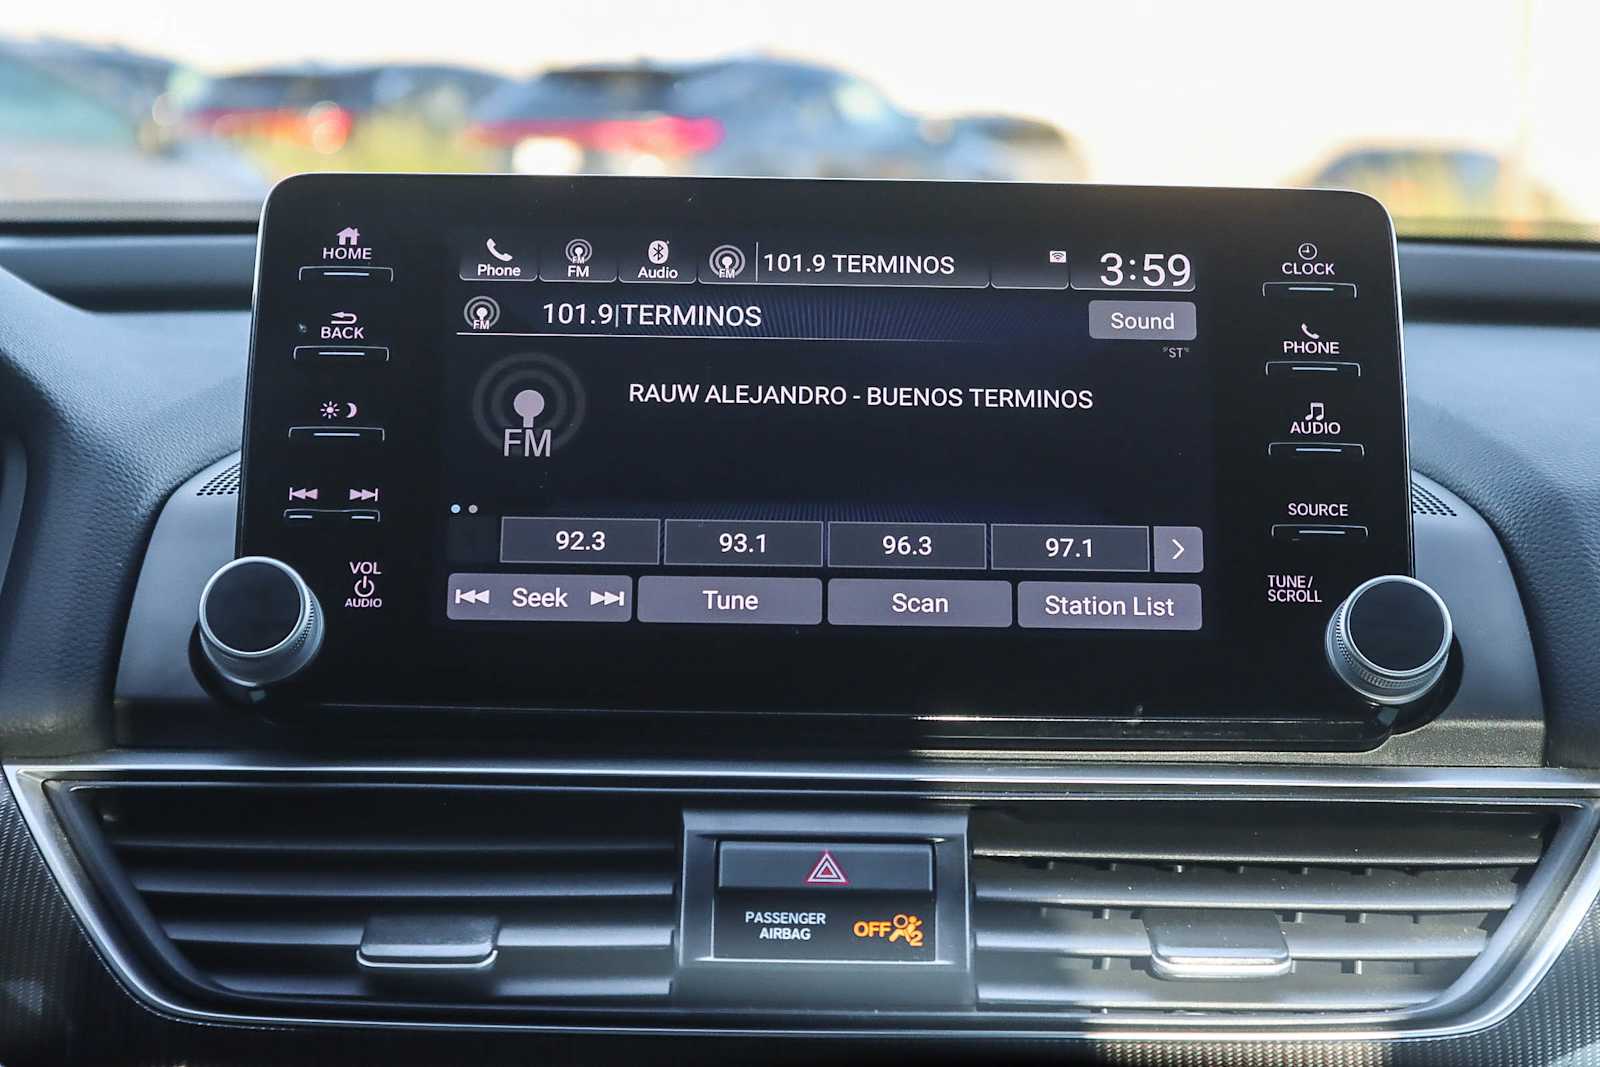 HOME
BACK
VOL
AUDIO
Phone
FM
FM
Audio
FM
101.9 TERMINOS
3:59
FM
101.9|TERMINOS
Sound
"ST"
FM
RAUW ALEJANDRO - BUENOS TERMINOS
92.3
93.1
96.3
97.1
Seek
Tune
Scan
Station List
CLOCK
PHONE
AUDIO
SOURCE
TUNE/
SCROLL
PASSENGER
AIRBAG
OFF
2